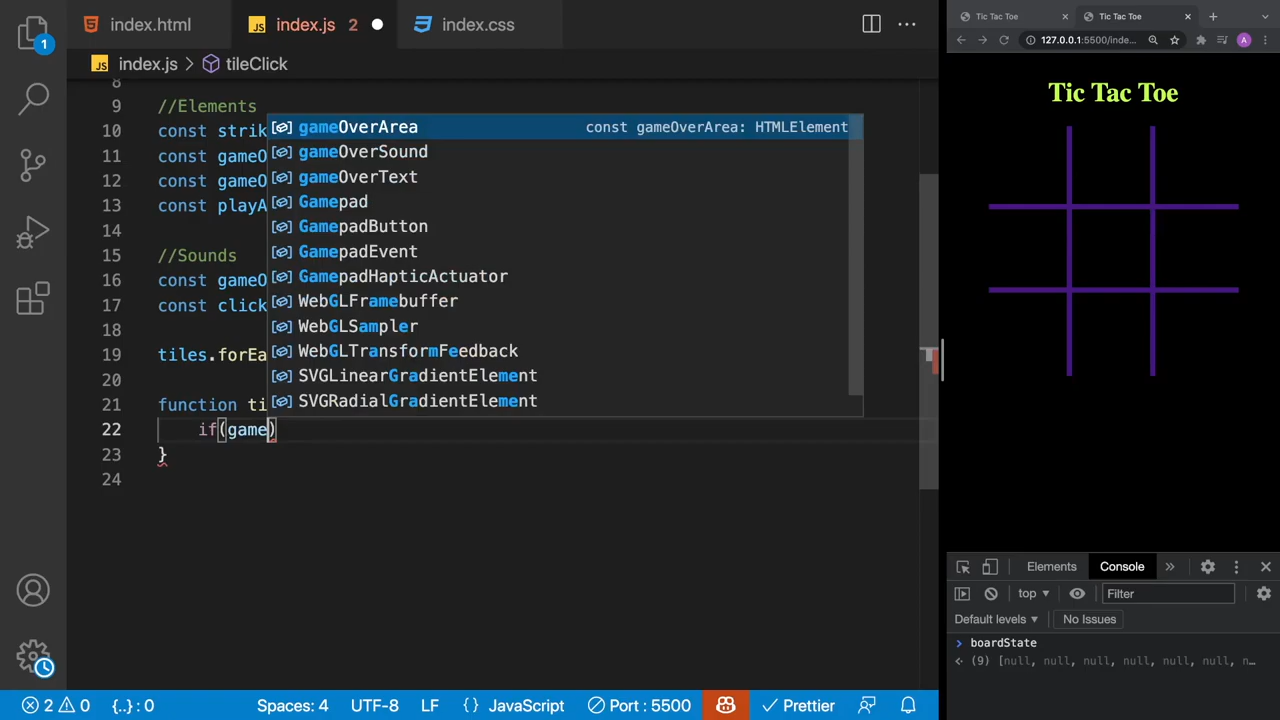 index.html
index.js 2
index.css
index.js > tileClick
8
9 //Elements
10 const strik
11 const gameO
12 const gameO
13 const playA
14
15 //Sounds
16 const gameO
17 const click
18
19 tiles.forEa
20
21 function ti
22 if(game)
23 }
24
gameOverArea const gameOverArea: HTMLElement
gameOverSound
gameOverText
Gamepad
GamepadButton
GamepadEvent
GamepadHapticActuator
WebGLFramebuffer
WebGLSampler
WebGLTransformFeedback
SVGLinearGradientElement
SVGRadialGradientElement
1
2 0 {..} : 0 Spaces: 4 UTF-8 LF {} JavaScript Port : 5500 Prettier
Tic Tac Toe
Tic Tac Toe
127.0.0.1:5500/inde...
A
Tic Tac Toe
Elements Console »
top Filter
Default levels No Issues
> boardState
(9) [null, null, null, null, null, null, n…